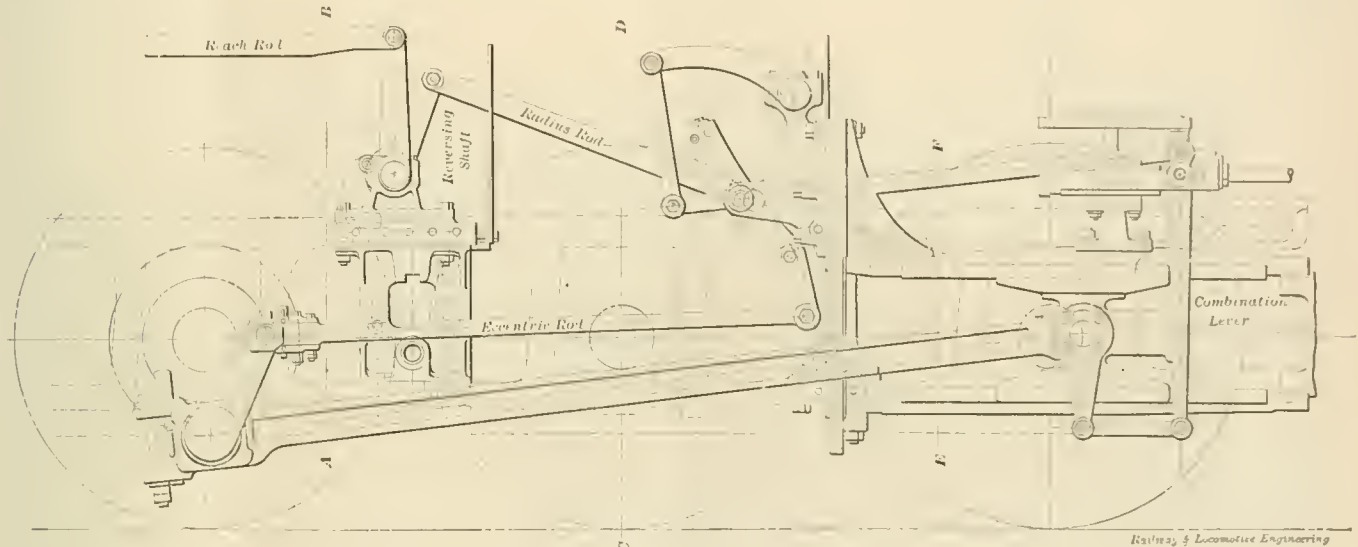 B
D
Reach Rod
Reversing
Shaft
Radius Rod
F
Eccentric Rod
Combination
Lever
A
E
D
Railway & Locomotive Engineering